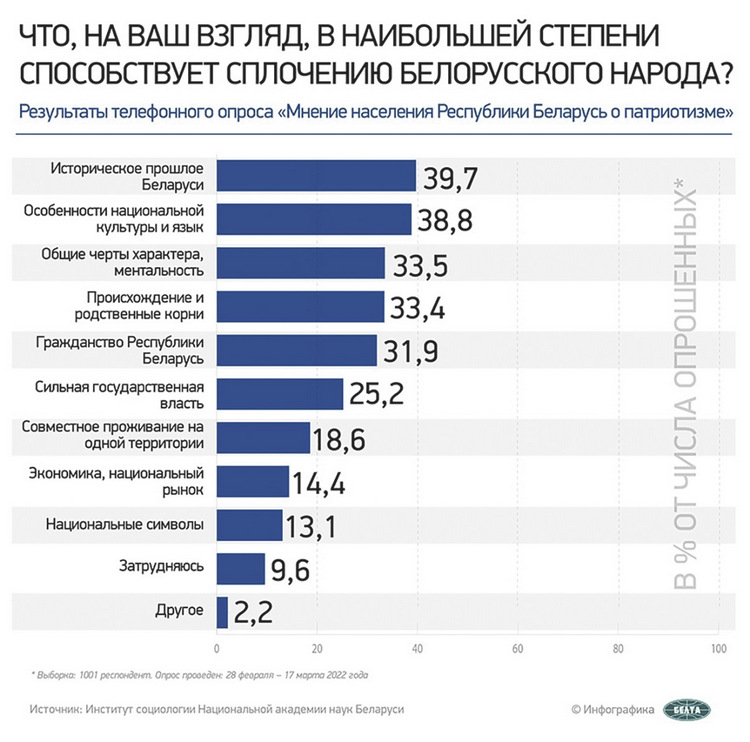 ЧТО, НА ВАШ ВЗГЛЯД, В НАИБОЛЬШЕЙ СТЕПЕНИ
СПОСОБСТВУЕТ СПЛОЧЕНИЮ БЕЛОРУССКОГО НАРОДА?
Результаты телефонного опроса «Мнение населения Республики Беларусь о патриотизме»
Историческое прошлое
Беларуси
39,7
Особенности национальной
культуры и язык
38,8
Общие черты характера,
ментальность
33,5
Происхождение и
родственные корни
33,4
Гражданство Республики
Беларусь
31,9
Сильная государственная
власть
25,2
Совместное проживание на
одной территории
18,6
Экономика, национальный
рынок
14,4
Национальные символы
13,1
Затрудняюсь
9,6
Другое
2,2
0 20 40 60 80 100
В % ОТ ЧИСЛА ОПРОШЕННЫХ*
* Выборка: 1001 респондент. Опрос проведен: 28 февраля – 17 марта 2022 года
Источник: Институт социологии Национальной академии наук Беларуси
© Инфографика
БЕЛТА